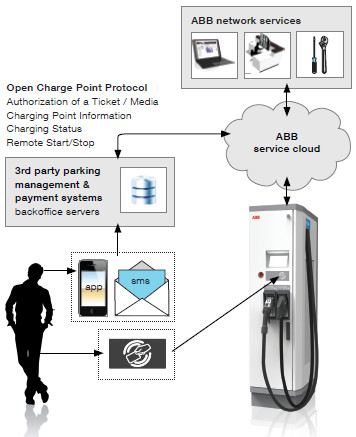 ABB network services
Open Charge Point Protocol
Authorization of a Ticket / Media
Charging Point Information
Charging Status
Remote Start/Stop
ABB
service cloud
3rd party parking
management &
payment systems
backoffice servers
ABB
app
sms